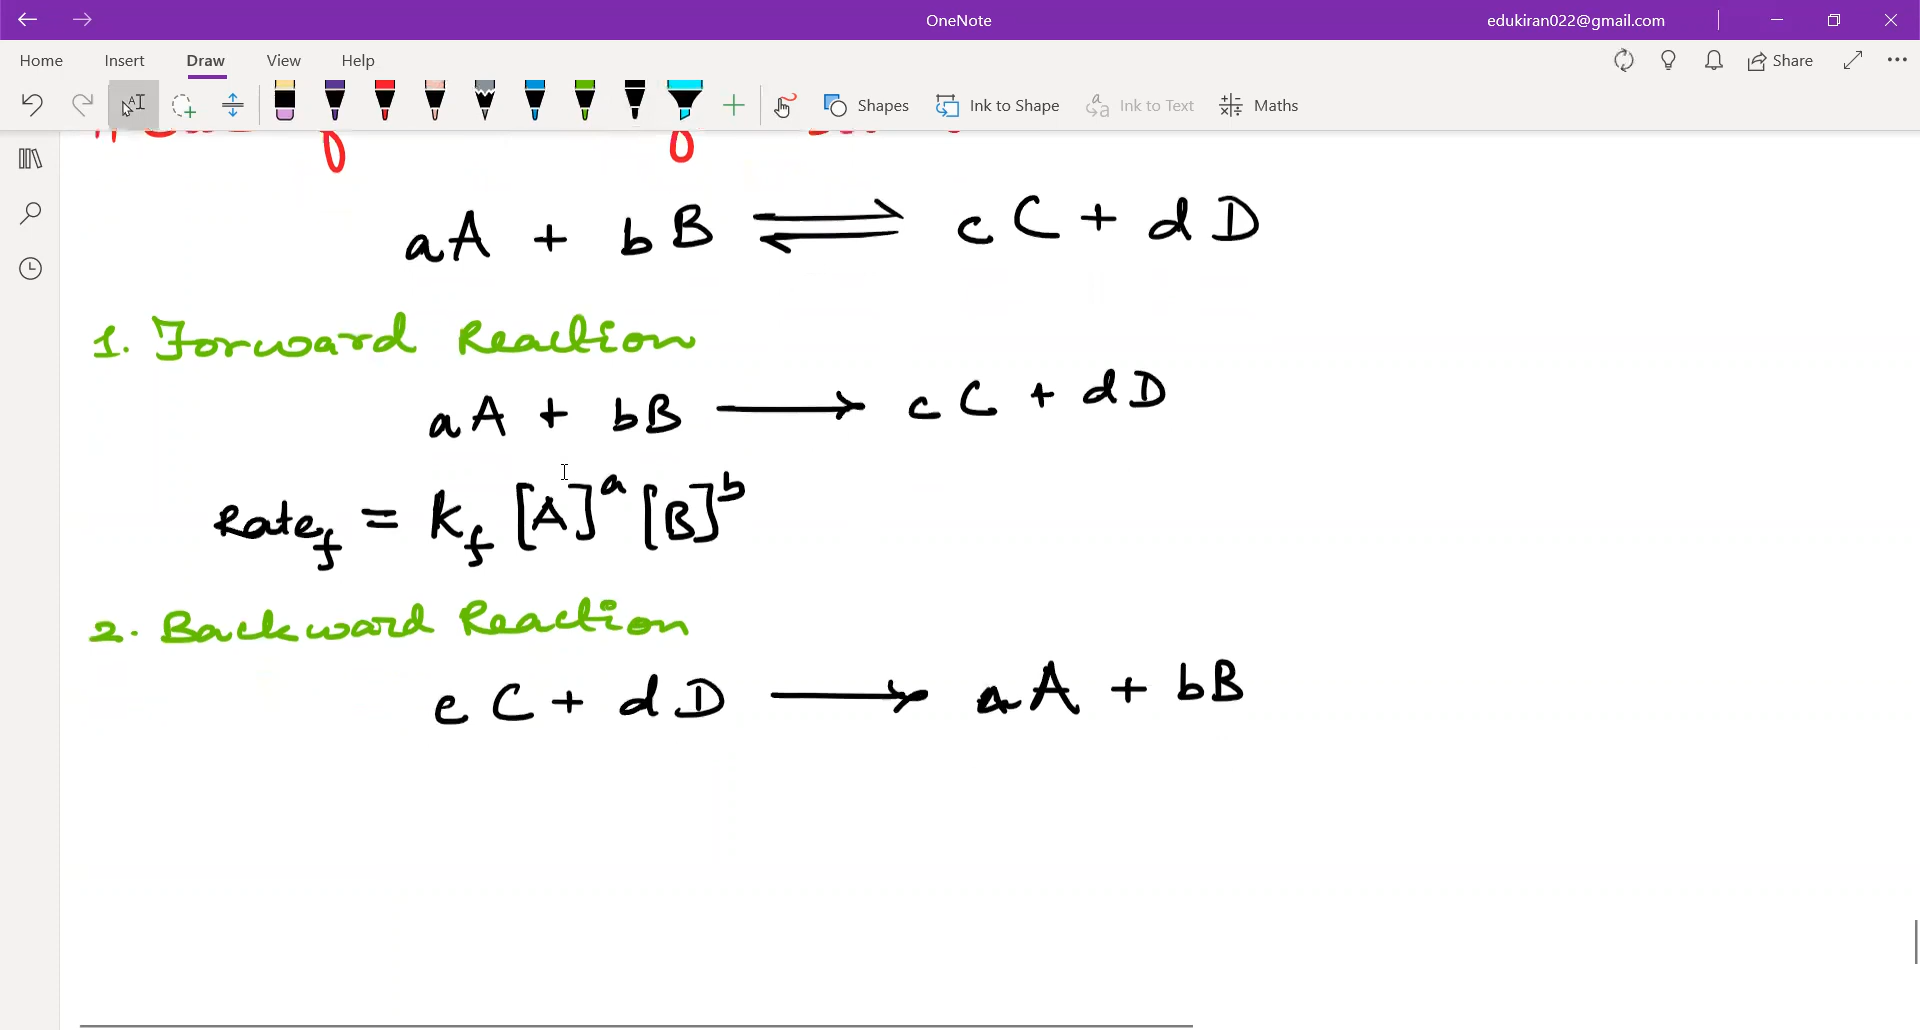 OneNote
edukiran022@gmail.com
Home Insert Draw View Help Share
Shapes Ink to Shape Ink to Text Maths
aA + bB ⇌ cC + dD
1. Forward Reaction
aA + bB → cC + dD
Rate_f = k_f [A]^a [B]^b
2. Backward Reaction
cC + dD → aA + bB